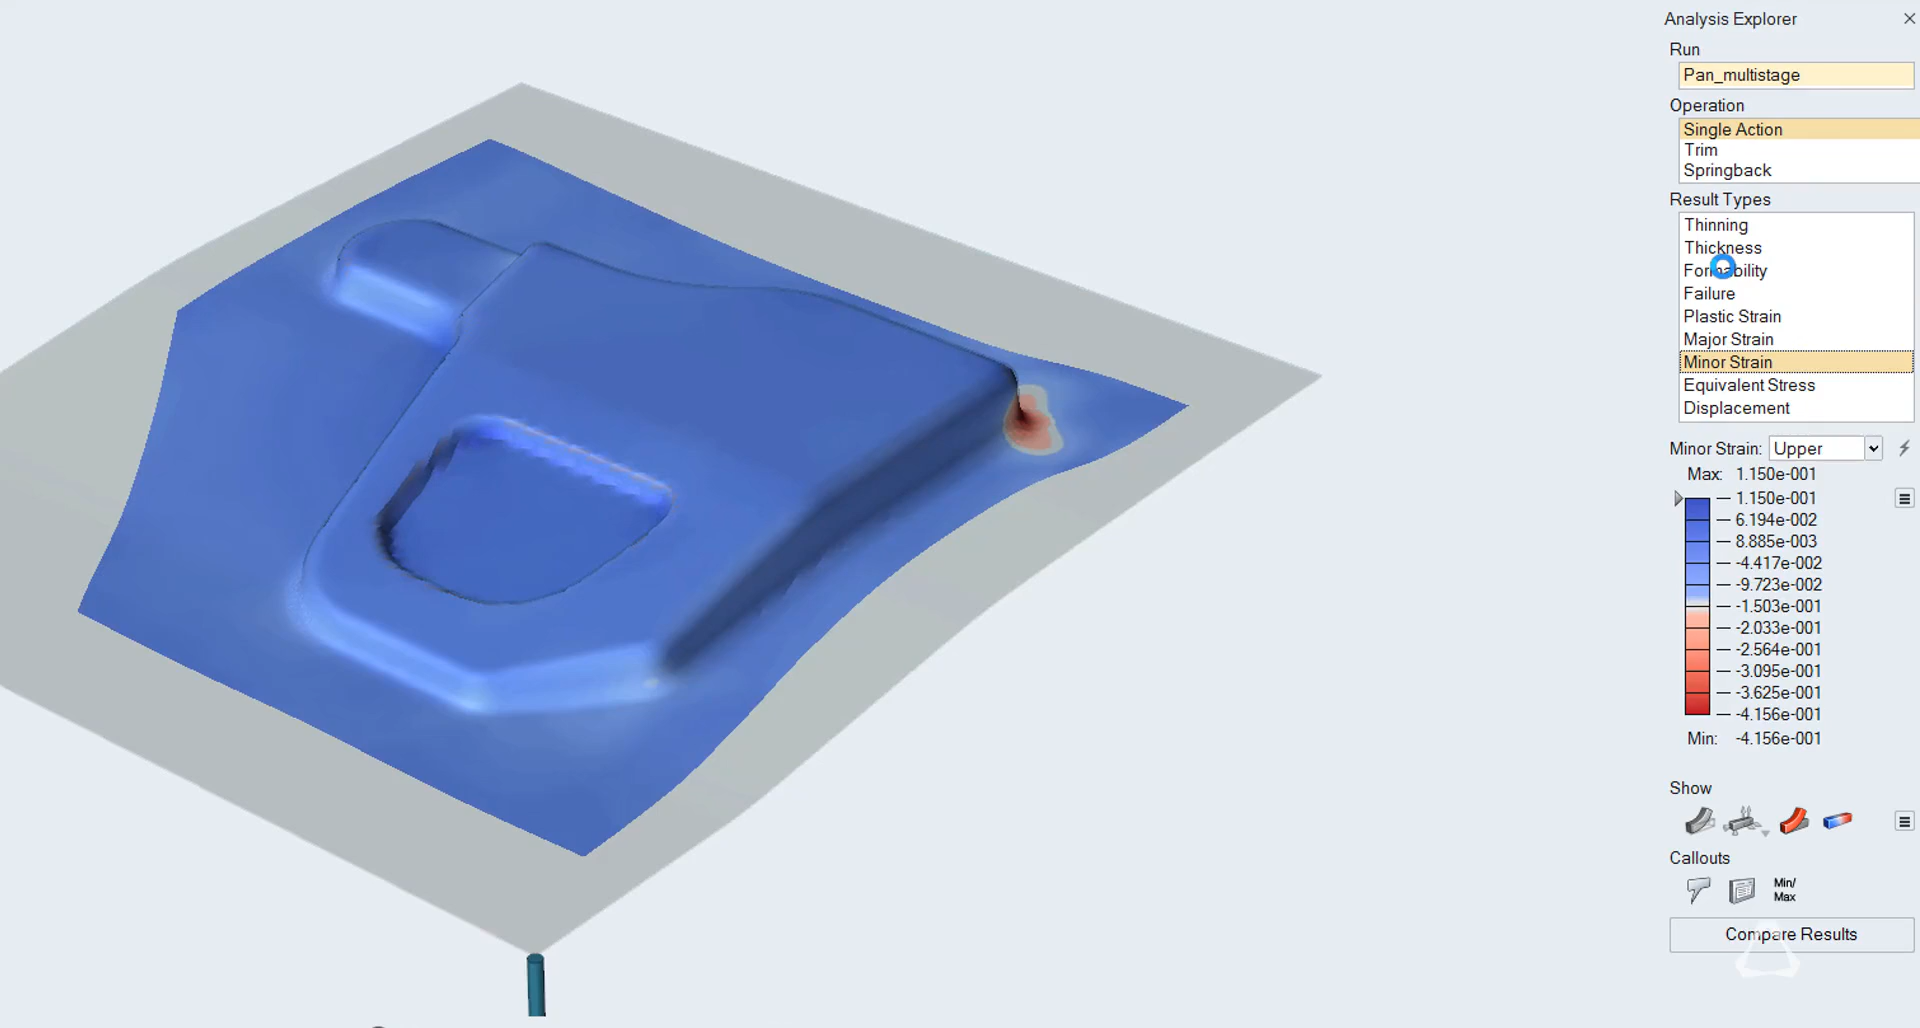 Analysis Explorer
Run
Pan_multistage
Operation
Single Action
Trim
Springback
Result Types
Thinning
Thickness
Formability
Failure
Plastic Strain
Major Strain
Minor Strain
Equivalent Stress
Displacement
Minor Strain: Upper
Max: 1.150e-001
1.150e-001
6.194e-002
8.885e-003
-4.417e-002
-9.723e-002
-1.503e-001
-2.033e-001
-2.564e-001
-3.095e-001
-3.625e-001
-4.156e-001
Min: -4.156e-001
Show
Callouts
Min/
Max
Compare Results